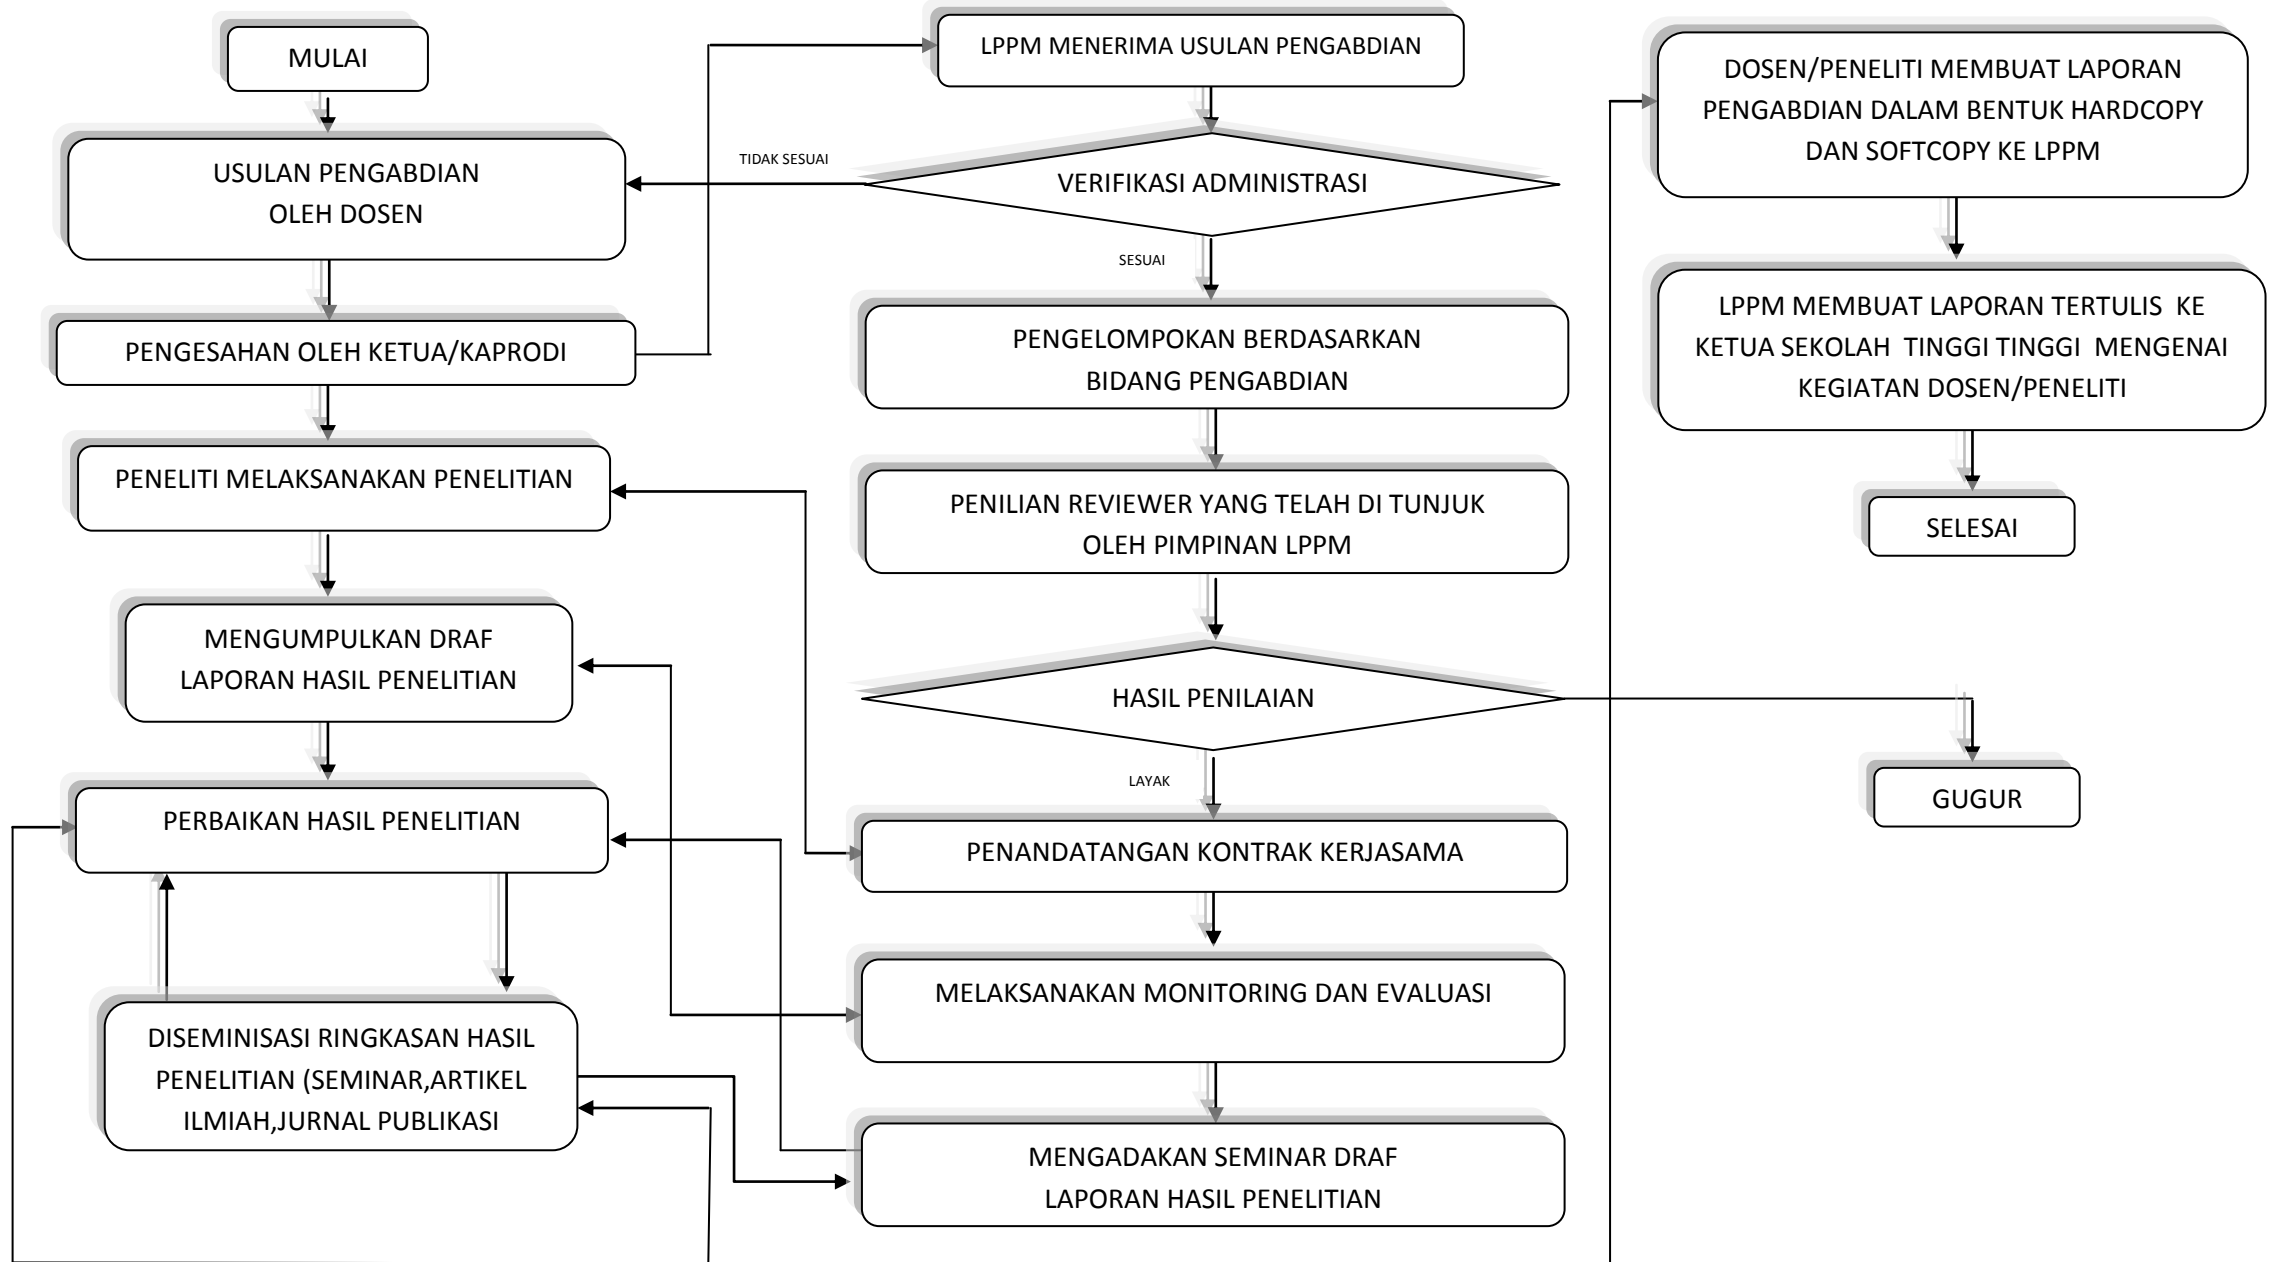 MULAI
USULAN PENGABDIAN
OLEH DOSEN
PENGESAHAN OLEH KETUA/KAPRODI
PENELITI MELAKSANAKAN PENELITIAN
MENGUMPULKAN DRAF
LAPORAN HASIL PENELITIAN
PERBAIKAN HASIL PENELITIAN
DISEMINISASI RINGKASAN HASIL
PENELITIAN (SEMINAR,ARTIKEL
ILMIAH,JURNAL PUBLIKASI
LPPM MENERIMA USULAN PENGABDIAN
TIDAK SESUAI
VERIFIKASI ADMINISTRASI
SESUAI
PENGELOMPOKAN BERDASARKAN
BIDANG PENGABDIAN
PENILIAN REVIEWER YANG TELAH DI TUNJUK
OLEH PIMPINAN LPPM
HASIL PENILAIAN
LAYAK
PENANDATANGAN KONTRAK KERJASAMA
MELAKSANAKAN MONITORING DAN EVALUASI
MENGADAKAN SEMINAR DRAF
LAPORAN HASIL PENELITIAN
DOSEN/PENELITI MEMBUAT LAPORAN
PENGABDIAN DALAM BENTUK HARDCOPY
DAN SOFTCOPY KE LPPM
LPPM MEMBUAT LAPORAN TERTULIS  KE
KETUA SEKOLAH  TINGGI TINGGI  MENGENAI
KEGIATAN DOSEN/PENELITI
SELESAI
GUGUR